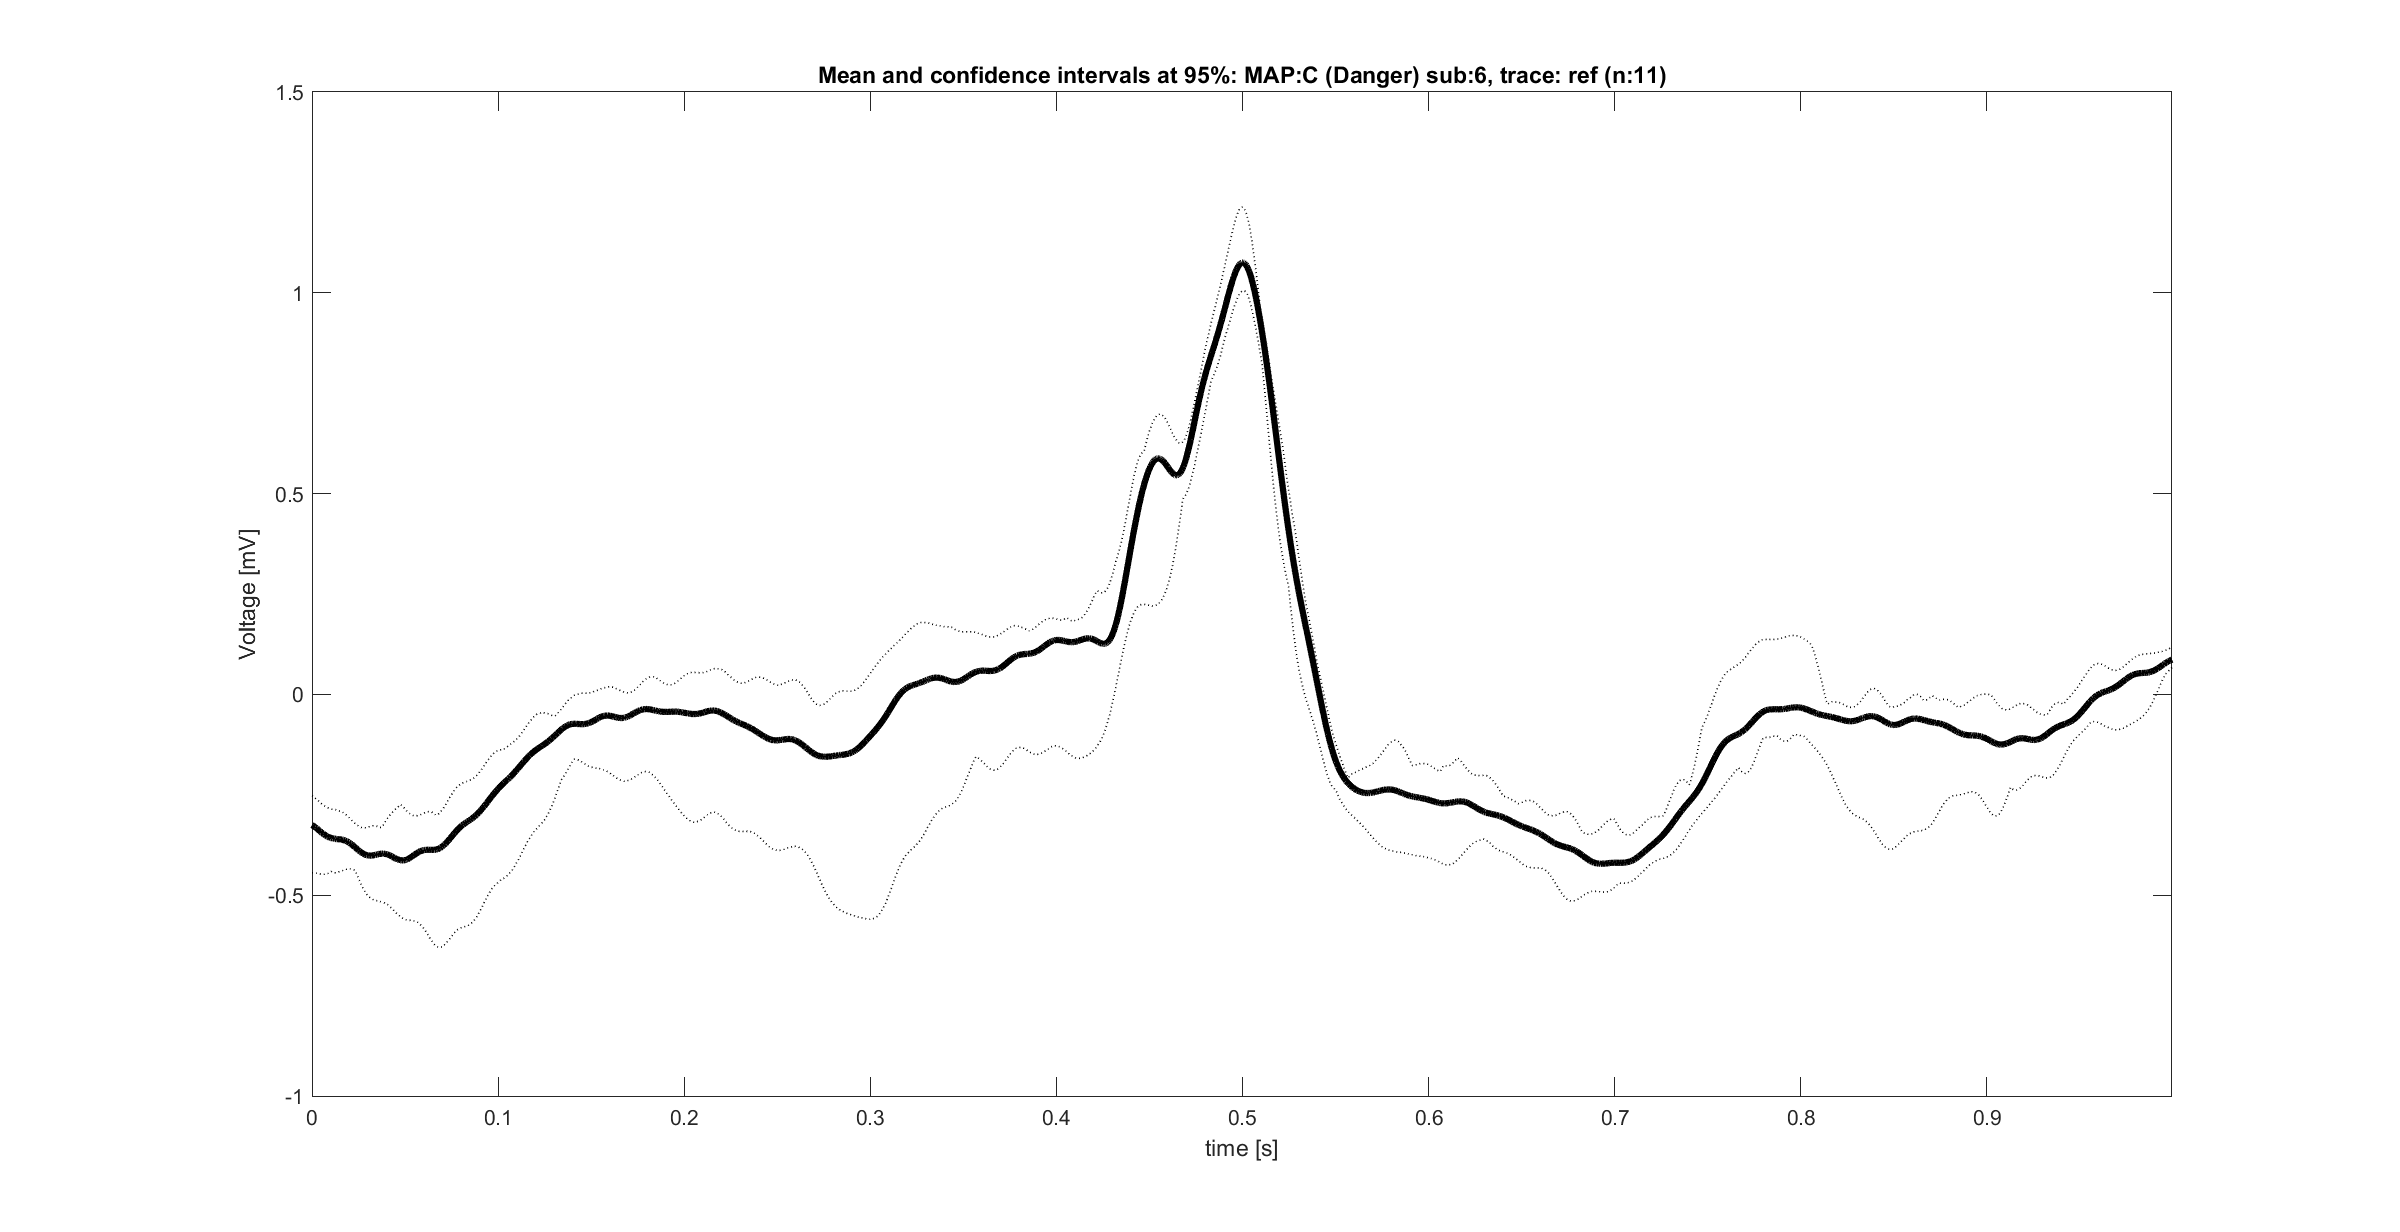 Mean and confidence intervals at 95%: MAP:C (Danger) sub:6, trace: ref (n:11)
1.5
1
0.5
0
-0.5
-1
Voltage [mV]
0 0.1 0.2 0.3 0.4 0.5 0.6 0.7 0.8 0.9
time [s]